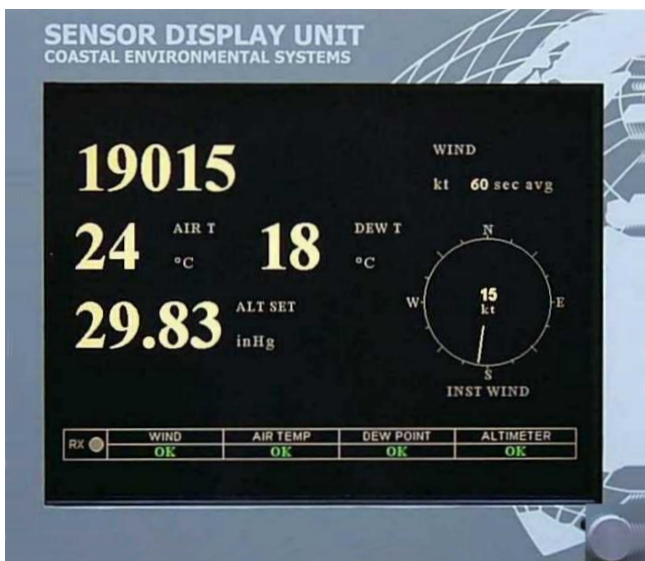 SENSOR DISPLAY UNIT
COASTAL ENVIRONMENTAL SYSTEMS
19015
WIND
kt 60 sec avg
24 AIR T °C
18 DEW T °C
29.83 ALT SET inHg
N
W
15
kt
E
S
INST WIND
RX
WIND AIR TEMP DEW POINT ALTIMETER
OK OK OK OK